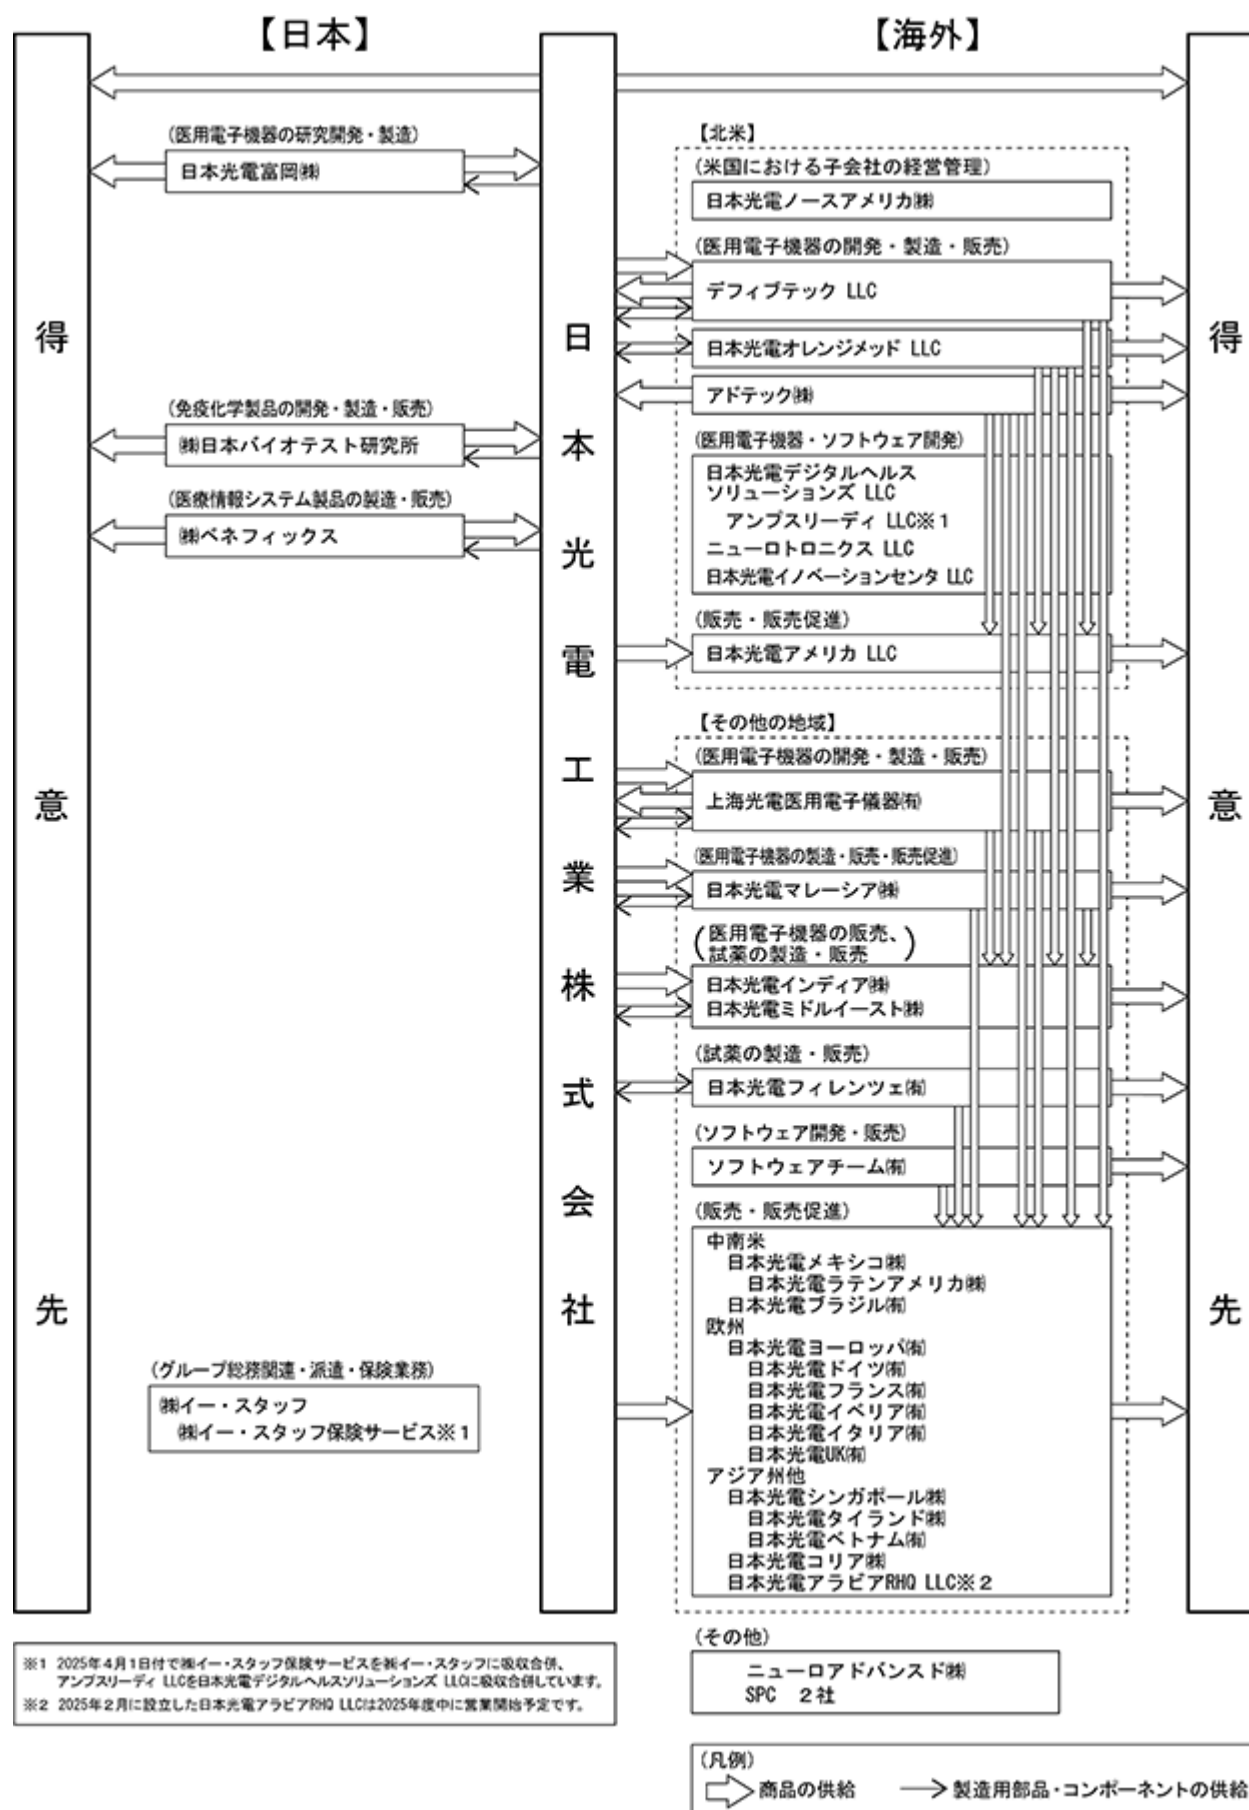 【日本】
【海外】
得意先
日本光電工業株式会社
得意先
(医用電子機器の研究開発・製造)
日本光電富岡㈱
(免疫化学製品の開発・製造・販売)
㈱日本バイオテスト研究所
(医療情報システム製品の製造・販売)
㈱ベネフィックス
(グループ総務関連・派遣・保険業務)
㈱イー・スタッフ
㈱イー・スタッフ保険サービス※1
【北米】
(米国における子会社の経営管理)
日本光電ノースアメリカ㈱
(医用電子機器の開発・製造・販売)
デフィブテック LLC
日本光電オレンジメッド LLC
アドテック㈱
(医用電子機器・ソフトウェア開発)
日本光電デジタルヘルス
ソリューションズ LLC
アンプスリーディ LLC※1
ニューロトロニクス LLC
日本光電イノベーションセンタ LLC
(販売・販売促進)
日本光電アメリカ LLC
【その他の地域】
(医用電子機器の開発・製造・販売)
上海光電医用電子儀器㈲
(医用電子機器の製造・販売・販売促進)
日本光電マレーシア㈱
(医用電子機器の販売、
試薬の製造・販売)
日本光電インディア㈱
日本光電ミドルイースト㈱
(試薬の製造・販売)
日本光電フィレンツェ㈲
(ソフトウェア開発・販売)
ソフトウェアチーム㈲
(販売・販売促進)
中南米
日本光電メキシコ㈱
日本光電ラテンアメリカ㈱
日本光電ブラジル㈲
欧州
日本光電ヨーロッパ㈲
日本光電ドイツ㈲
日本光電フランス㈲
日本光電イベリア㈲
日本光電イタリア㈲
日本光電UK㈲
アジア州他
日本光電シンガポール㈱
日本光電タイランド㈱
日本光電ベトナム㈲
日本光電コリア㈱
日本光電アラビアRHQ LLC※2
(その他)
ニューロアドバンスド㈱
SPC 2社
※1 2025年4月1日付で㈱イー・スタッフ保険サービスを㈱イー・スタッフに吸収合併、
アンプスリーディ LLCを日本光電デジタルヘルスソリューションズ LLCに吸収合併しています。
※2 2025年2月に設立した日本光電アラビアRHQ LLCは2025年度中に営業開始予定です。
(凡例)
商品の供給 製造用部品・コンポーネントの供給